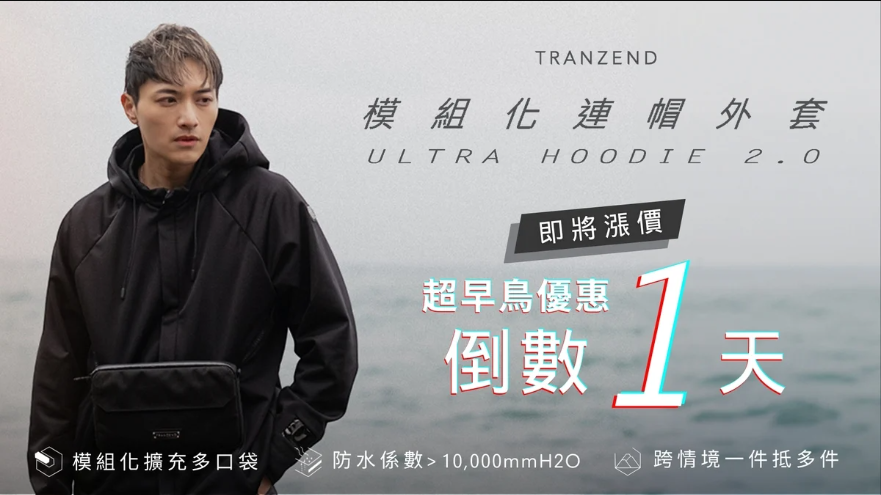 TRANZEND
模組化連帽外套
ULTRA HOODIE 2.0
即將漲價
超早鳥優惠
倒數1天
模組化擴充多口袋
防水係數>10,000mmH2O
跨情境一件抵多件